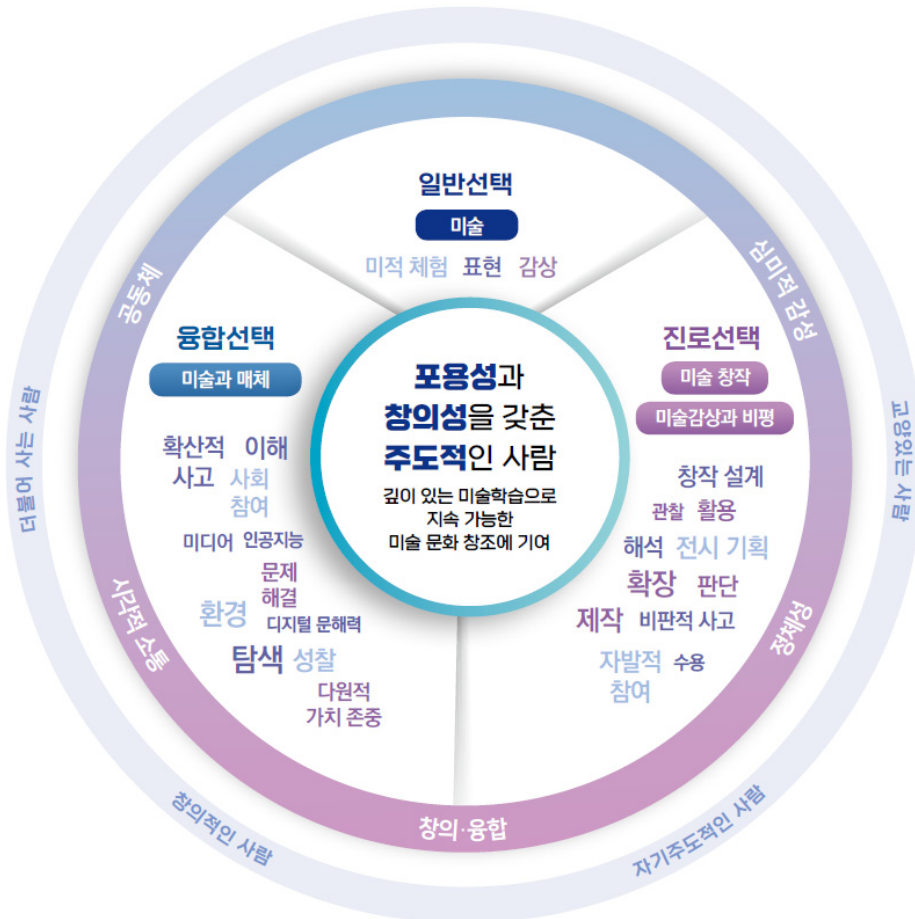 일반선택
미술
미적 체험 표현 감상
공동체
심미적 감성
융합선택
미술과 매체
확산적 이해
사고 사회
참여
미디어 인공지능
문제
해결
환경
디지털 문해력
탐색 성찰
다원적
가치 존중
포용성과
창의성을 갖춘
주도적인 사람
깊이 있는 미술학습으로
지속 가능한
미술 문화 창조에 기여
진로선택
미술 창작
미술감상과 비평
창작 설계
관찰 활용
해석 전시 기획
확장 판단
제작 비판적 사고
자발적 수용
참여
더불어 사는 사람
교양있는 사람
시각적 소통
정체성
창의·융합
창의적인 사람
자기주도적인 사람